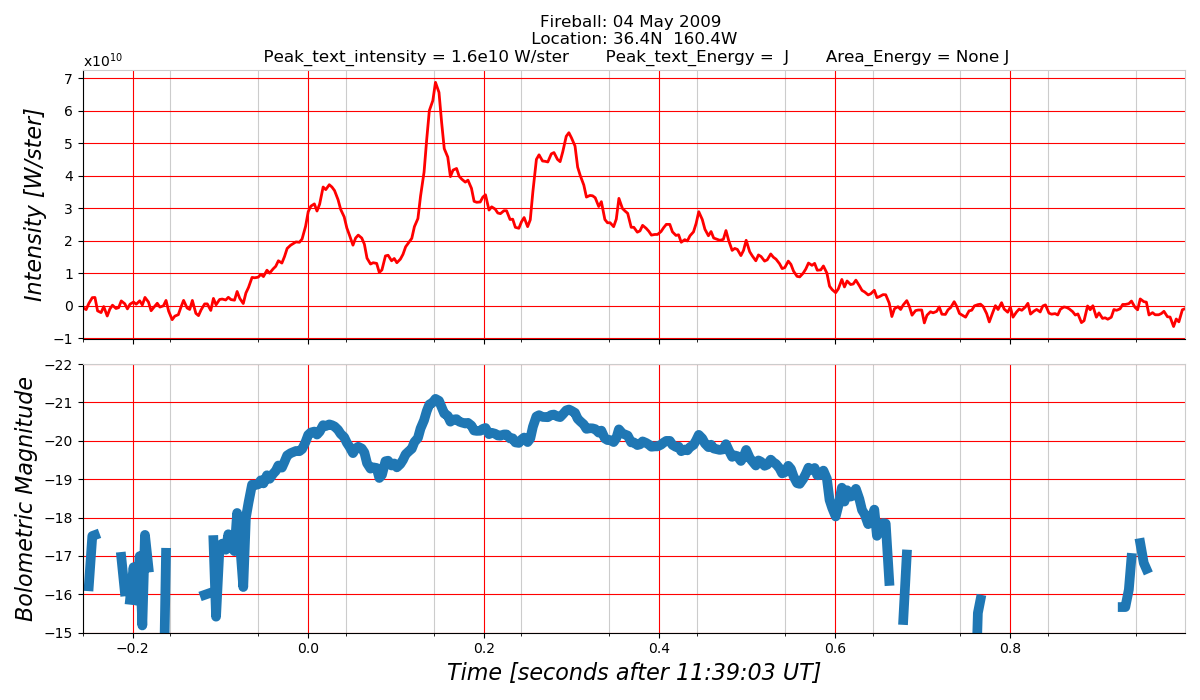 Fireball: 04 May 2009
Location: 36.4N  160.4W
Peak_text_intensity = 1.6e10 W/ster       Peak_text_Energy =  J       Area_Energy = None J
x10¹⁰
7
6
5
4
3
2
1
0
−1
Intensity [W/ster]
−22
−21
−20
−19
−18
−17
−16
−15
Bolometric Magnitude
−0.2 0.0 0.2 0.4 0.6 0.8
Time [seconds after 11:39:03 UT]